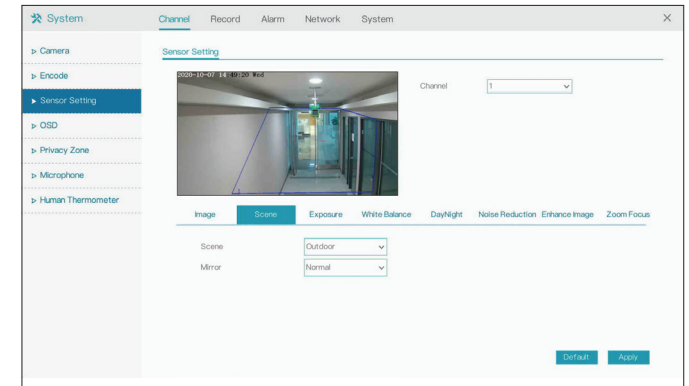 System
Channel Record Alarm Network System
Camera
Encode
Sensor Setting
OSD
Privacy Zone
Microphone
Human Thermometer
Sensor Setting
2020-10-07 14:49:20 Wed
Channel 1
Image Scene Exposure White Balance DayNight Noise Reduction Enhance Image Zoom Focus
Scene Outdoor
Mirror Normal
Default Apply